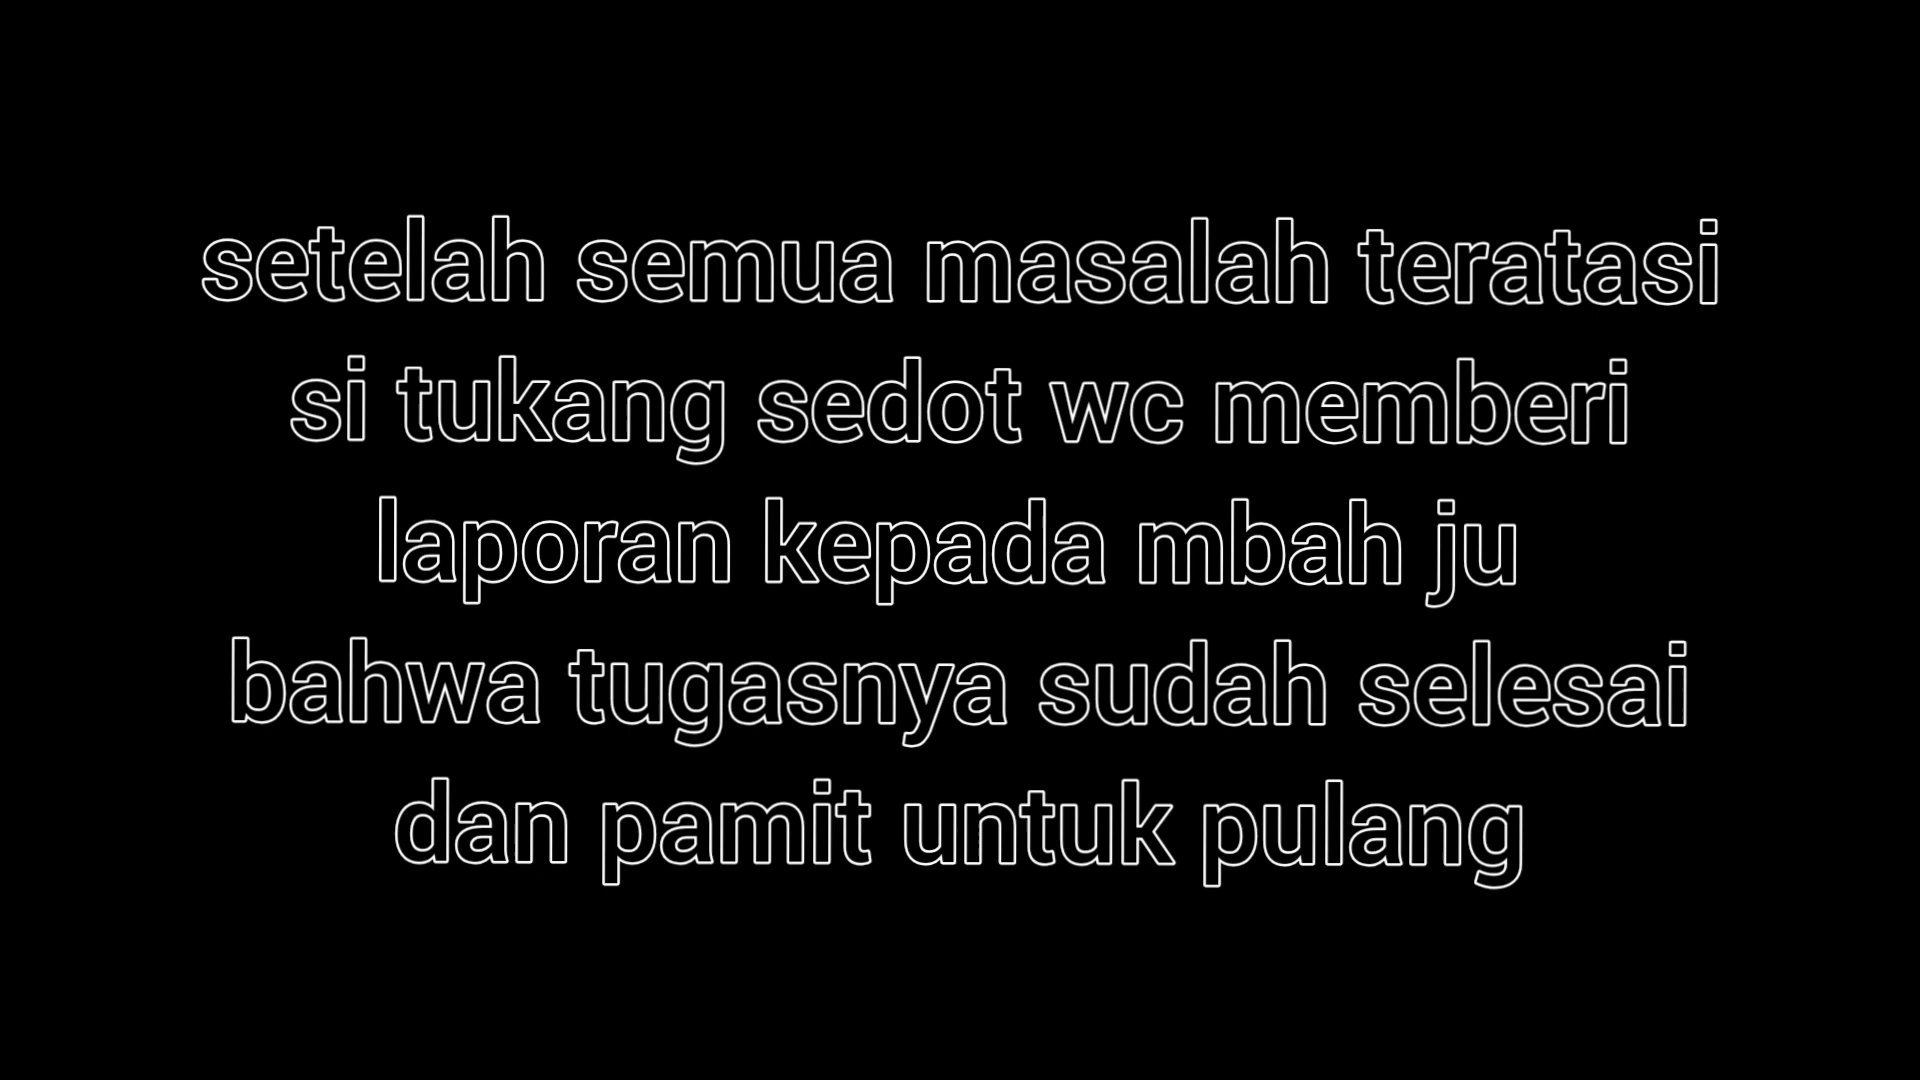 setelah semua masalah teratasi
si tukang sedot wc memberi
laporan kepada mbah ju
bahwa tugasnya sudah selesai
dan pamit untuk pulang